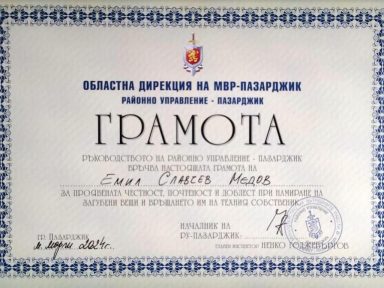 ОБЛАСТНА ДИРЕКЦИЯ НА МВР-ПАЗАРДЖИК
РАЙОННО УПРАВЛЕНИЕ - ПАЗАРДЖИК
ГРАМОТА
РЪКОВОДСТВОТО НА РАЙОННО УПРАВЛЕНИЕ - ПАЗАРДЖИК
ВРЪЧВА НАСТОЯЩАТА ГРАМОТА НА
Емил Славеев Медов
ЗА ПРОЯВЕНАТА ЧЕСТНОСТ, ПОЧТЕНОСТ И ДОБЛЕСТ ПРИ НАМИРАНЕ НА
ЗАГУБЕНИ ВЕЩИ И ВРЪЩАНЕТО ИМ НА ТЕХНИЯ СОБСТВЕНИК.
ГР. ПАЗАРДЖИК
м. март 2024г.
НАЧАЛНИК НА
РУ-ПАЗАРДЖИК:
ИНСПЕКТОР НЕНКО